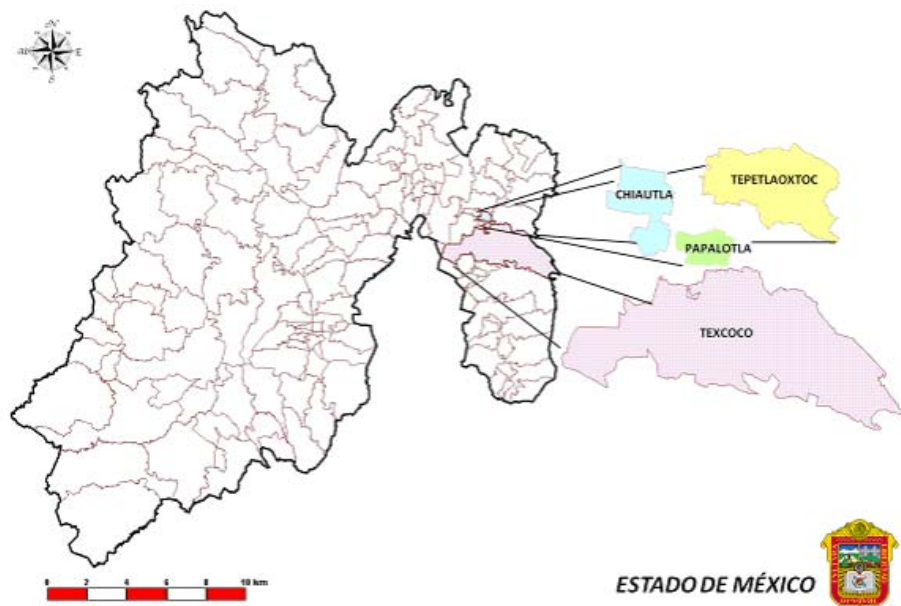 N
E
S
CHIAUTLA
TEPETLAOXTOC
PAPALOTLA
TEXCOCO
0 2 4 6 8 10 km
ESTADO DE MÉXICO